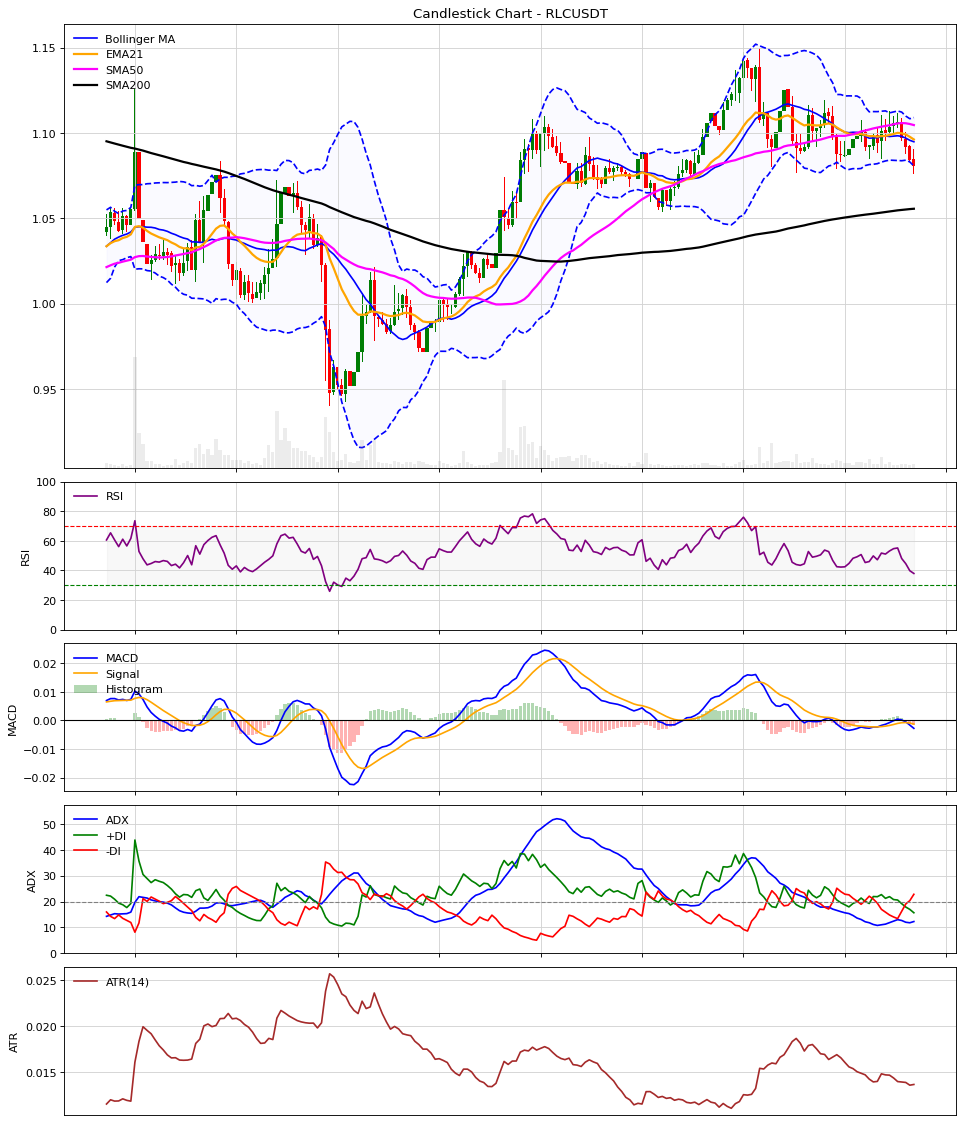 Candlestick Chart - RLCUSDT
Bollinger MA
EMA21
SMA50
SMA200
1.15
1.10
1.05
1.00
0.95
RSI
100
80
60
40
20
0
RSI
MACD
Signal
Histogram
0.02
0.01
0.00
−0.01
−0.02
MACD
ADX
+DI
-DI
50
40
30
20
10
0
ADX
ATR(14)
0.025
0.020
0.015
ATR